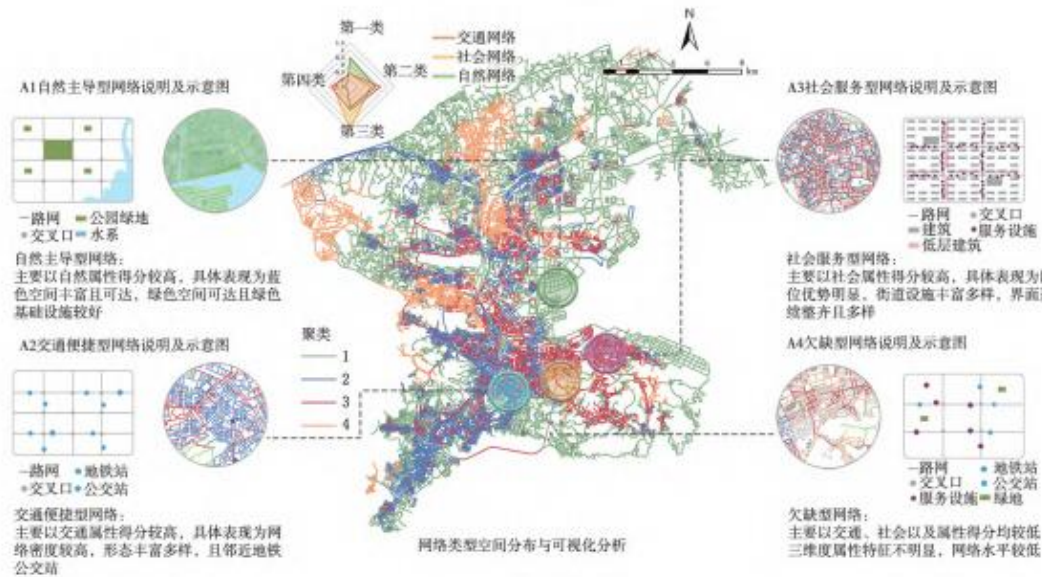 第一类
第二类
第三类
第四类
交通网络
社会网络
自然网络
N
km
A1自然主导型网络说明及示意图
路网 公园绿地
交叉口 水系
自然主导型网络：
主要以自然属性得分较高，具体表现为蓝
色空间丰富且可达，绿色空间可达且绿色
基础设施较好
A2交通便捷型网络说明及示意图
路网 地铁站
交叉口 公交站
交通便捷型网络：
主要以交通属性得分较高，具体表现为网
络密度较高，形态丰富多样，且邻近地铁
公交站
聚类
1
2
3
4
网络类型空间分布与可视化分析
A3社会服务型网络说明及示意图
路网 交叉口
建筑 服务设施
低层建筑
社会服务型网络：
主要以社会属性得分较高，具体表现为
位优势明显，街道设施丰富多样，界面
续整齐且多样
A4欠缺型网络说明及示意图
路网 地铁站
交叉口 公交站
服务设施 绿地
欠缺型网络：
主要以交通、社会以及属性得分均较低
三维度属性特征不明显，网络水平较低